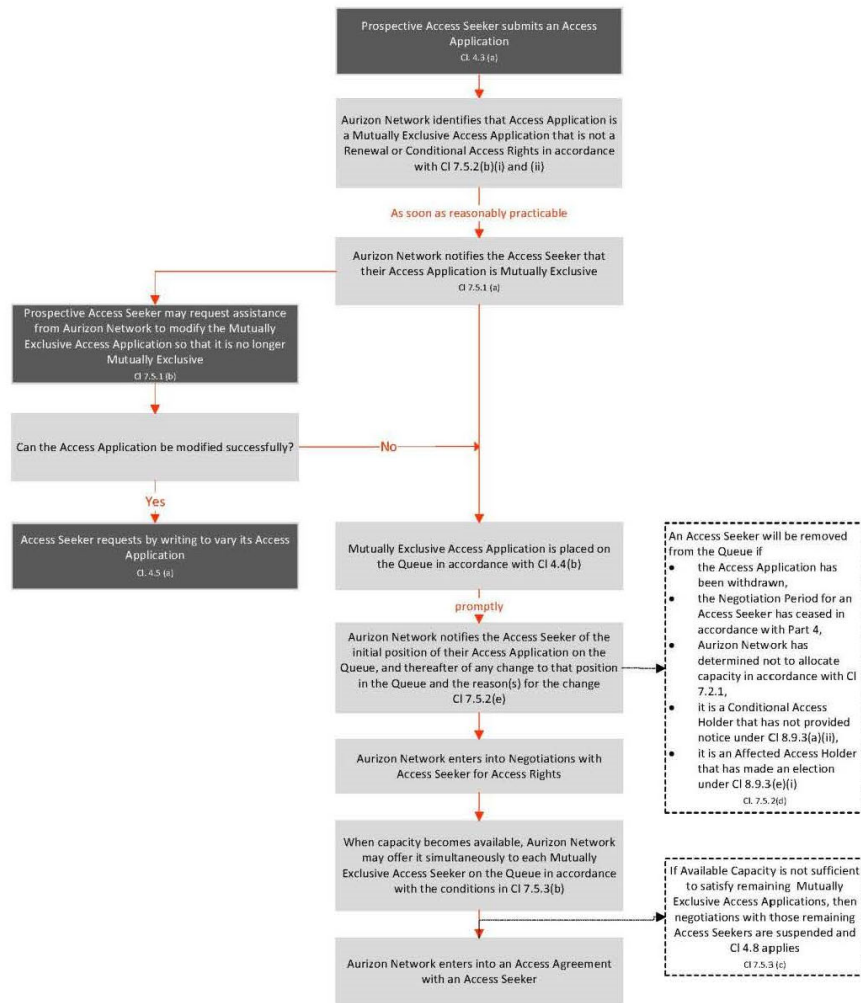 Prospective Access Seeker submits an Access
Application
Cl. 4.3 (a)
Aurizon Network identifies that Access Application is
a Mutually Exclusive Access Application that is not a
Renewal or Conditional Access Rights in accordance
with Cl 7.5.2(b)(i) and (ii)
As soon as reasonably practicable
Aurizon Network notifies the Access Seeker that
their Access Application is Mutually Exclusive
Cl 7.5.1 (a)
Prospective Access Seeker may request assistance
from Aurizon Network to modify the Mutually
Exclusive Access Application so that it is no longer
Mutually Exclusive
Cl 7.5.1 (b)
Can the Access Application be modified successfully?
No
Yes
Access Seeker requests by writing to vary its Access
Application
Cl. 4.5 (a)
Mutually Exclusive Access Application is placed on
the Queue in accordance with Cl 4.4(b)
promptly
Aurizon Network notifies the Access Seeker of the
initial position of their Access Application on the
Queue, and thereafter of any change to that position
in the Queue and the reason(s) for the change
Cl 7.5.2(e)
An Access Seeker will be removed
from the Queue if
• the Access Application has
been withdrawn,
• the Negotiation Period for an
Access Seeker has ceased in
accordance with Part 4,
• Aurizon Network has
determined not to allocate
capacity in accordance with Cl
7.2.1,
• it is a Conditional Access
Holder that has not provided
notice under Cl 8.9.3(a)(ii),
• it is an Affected Access Holder
that has made an election
under Cl 8.9.3(e)(i)
Cl. 7.5.2(d)
Aurizon Network enters into Negotiations with
Access Seeker for Access Rights
When capacity becomes available, Aurizon Network
may offer it simultaneously to each Mutually
Exclusive Access Seeker on the Queue in accordance
with the conditions in Cl 7.5.3(b)
If Available Capacity is not sufficient
to satisfy remaining Mutually
Exclusive Access Applications, then
negotiations with those remaining
Access Seekers are suspended and
Cl 4.8 applies
Cl 7.5.3 (c)
Aurizon Network enters into an Access Agreement
with an Access Seeker